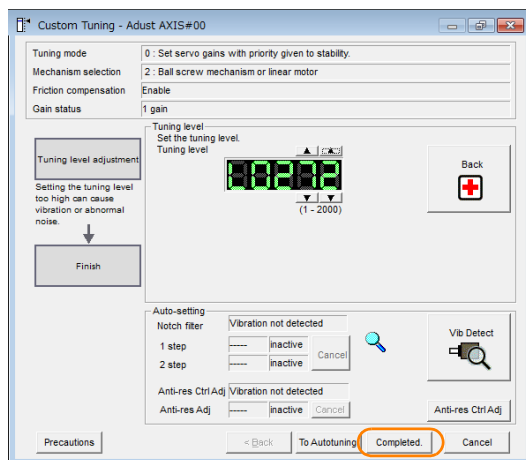 Custom Tuning - Adust AXIS#00
Tuning mode 0 : Set servo gains with priority given to stability.
Mechanism selection 2 : Ball screw mechanism or linear motor
Friction compensation Enable
Gain status 1 gain
Tuning level adjustment
Setting the tuning level
too high can cause
vibration or abnormal
noise.
Finish
Tuning level
Set the tuning level.
Tuning level
L0272
(1 - 2000)
Back
Auto-setting
Notch filter Vibration not detected
1 step ----- inactive
2 step ----- inactive
Cancel
Anti-res Ctrl Adj Vibration not detected
Anti-res Adj ----- inactive Cancel
Vib Detect
Anti-res Ctrl Adj
Precautions
< Back
To Autotuning
Completed.
Cancel